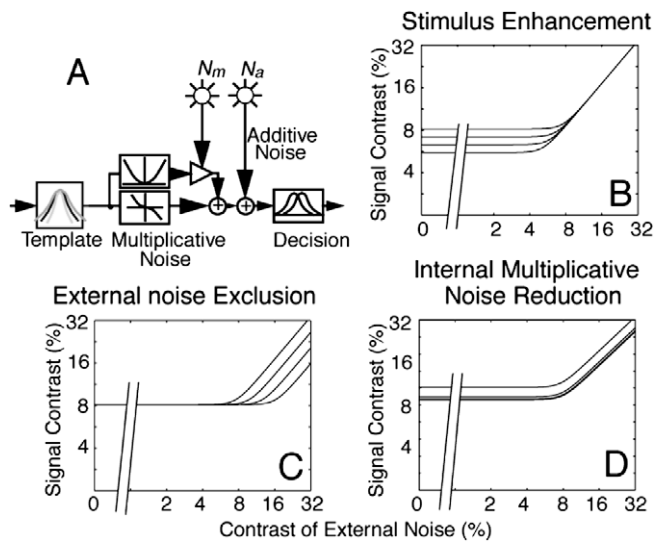 A
Nm
Na
Additive
Noise
Template
Multiplicative
Noise
Decision
Stimulus Enhancement
Signal Contrast (%)
32
16
8
4
0
2
4
8
16
32
B
External noise Exclusion
Signal Contrast (%)
32
16
8
4
0
2
4
8
16
32
C
Internal Multiplicative
Noise Reduction
Signal Contrast (%)
32
16
8
4
0
2
4
8
16
32
D
Contrast of External Noise (%)